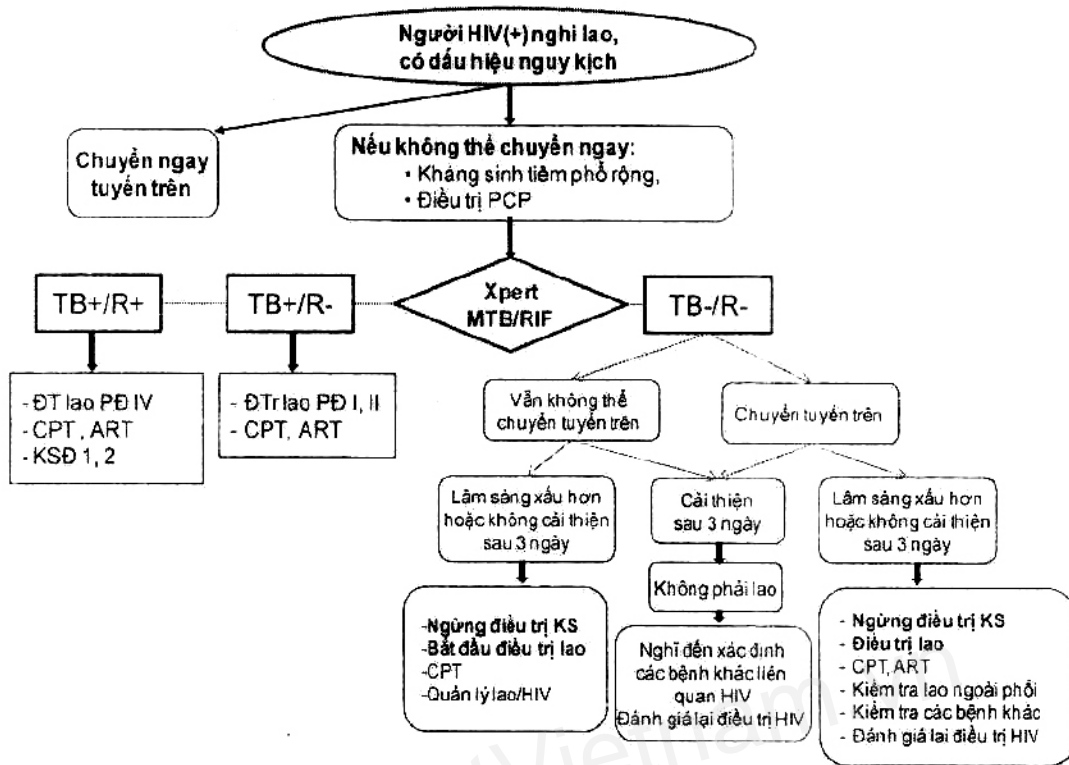 Người HIV(+) nghi lao,
có dấu hiệu nguy kịch
Chuyển ngay
tuyến trên
Nếu không thể chuyển ngay:
• Kháng sinh tiêm phổ rộng,
• Điều trị PCP
TB+/R+
TB+/R-
Xpert
MTB/RIF
TB-/R-
- ĐT lao PĐ IV
- CPT , ART
- KSĐ 1, 2
- ĐTr lao PĐ I, II
- CPT, ART
Vẫn không thể
chuyển tuyến trên
Chuyển tuyến trên
Lâm sàng xấu hơn
hoặc không cải thiện
sau 3 ngày
Cải thiện
sau 3 ngày
Lâm sàng xấu hơn
hoặc không cải thiện
sau 3 ngày
Không phải lao
-Ngừng điều trị KS
-Bắt đầu điều trị lao
-CPT
-Quản lý lao/HIV
Nghĩ đến xác định
các bệnh khác liên
quan HIV
Đánh giá lại điều trị HIV
- Ngừng điều trị KS
- Điều trị lao
- CPT, ART
- Kiểm tra lao ngoài phổi
- Kiểm tra các bệnh khác
- Đánh giá lại điều trị HIV
Vietnam.vn